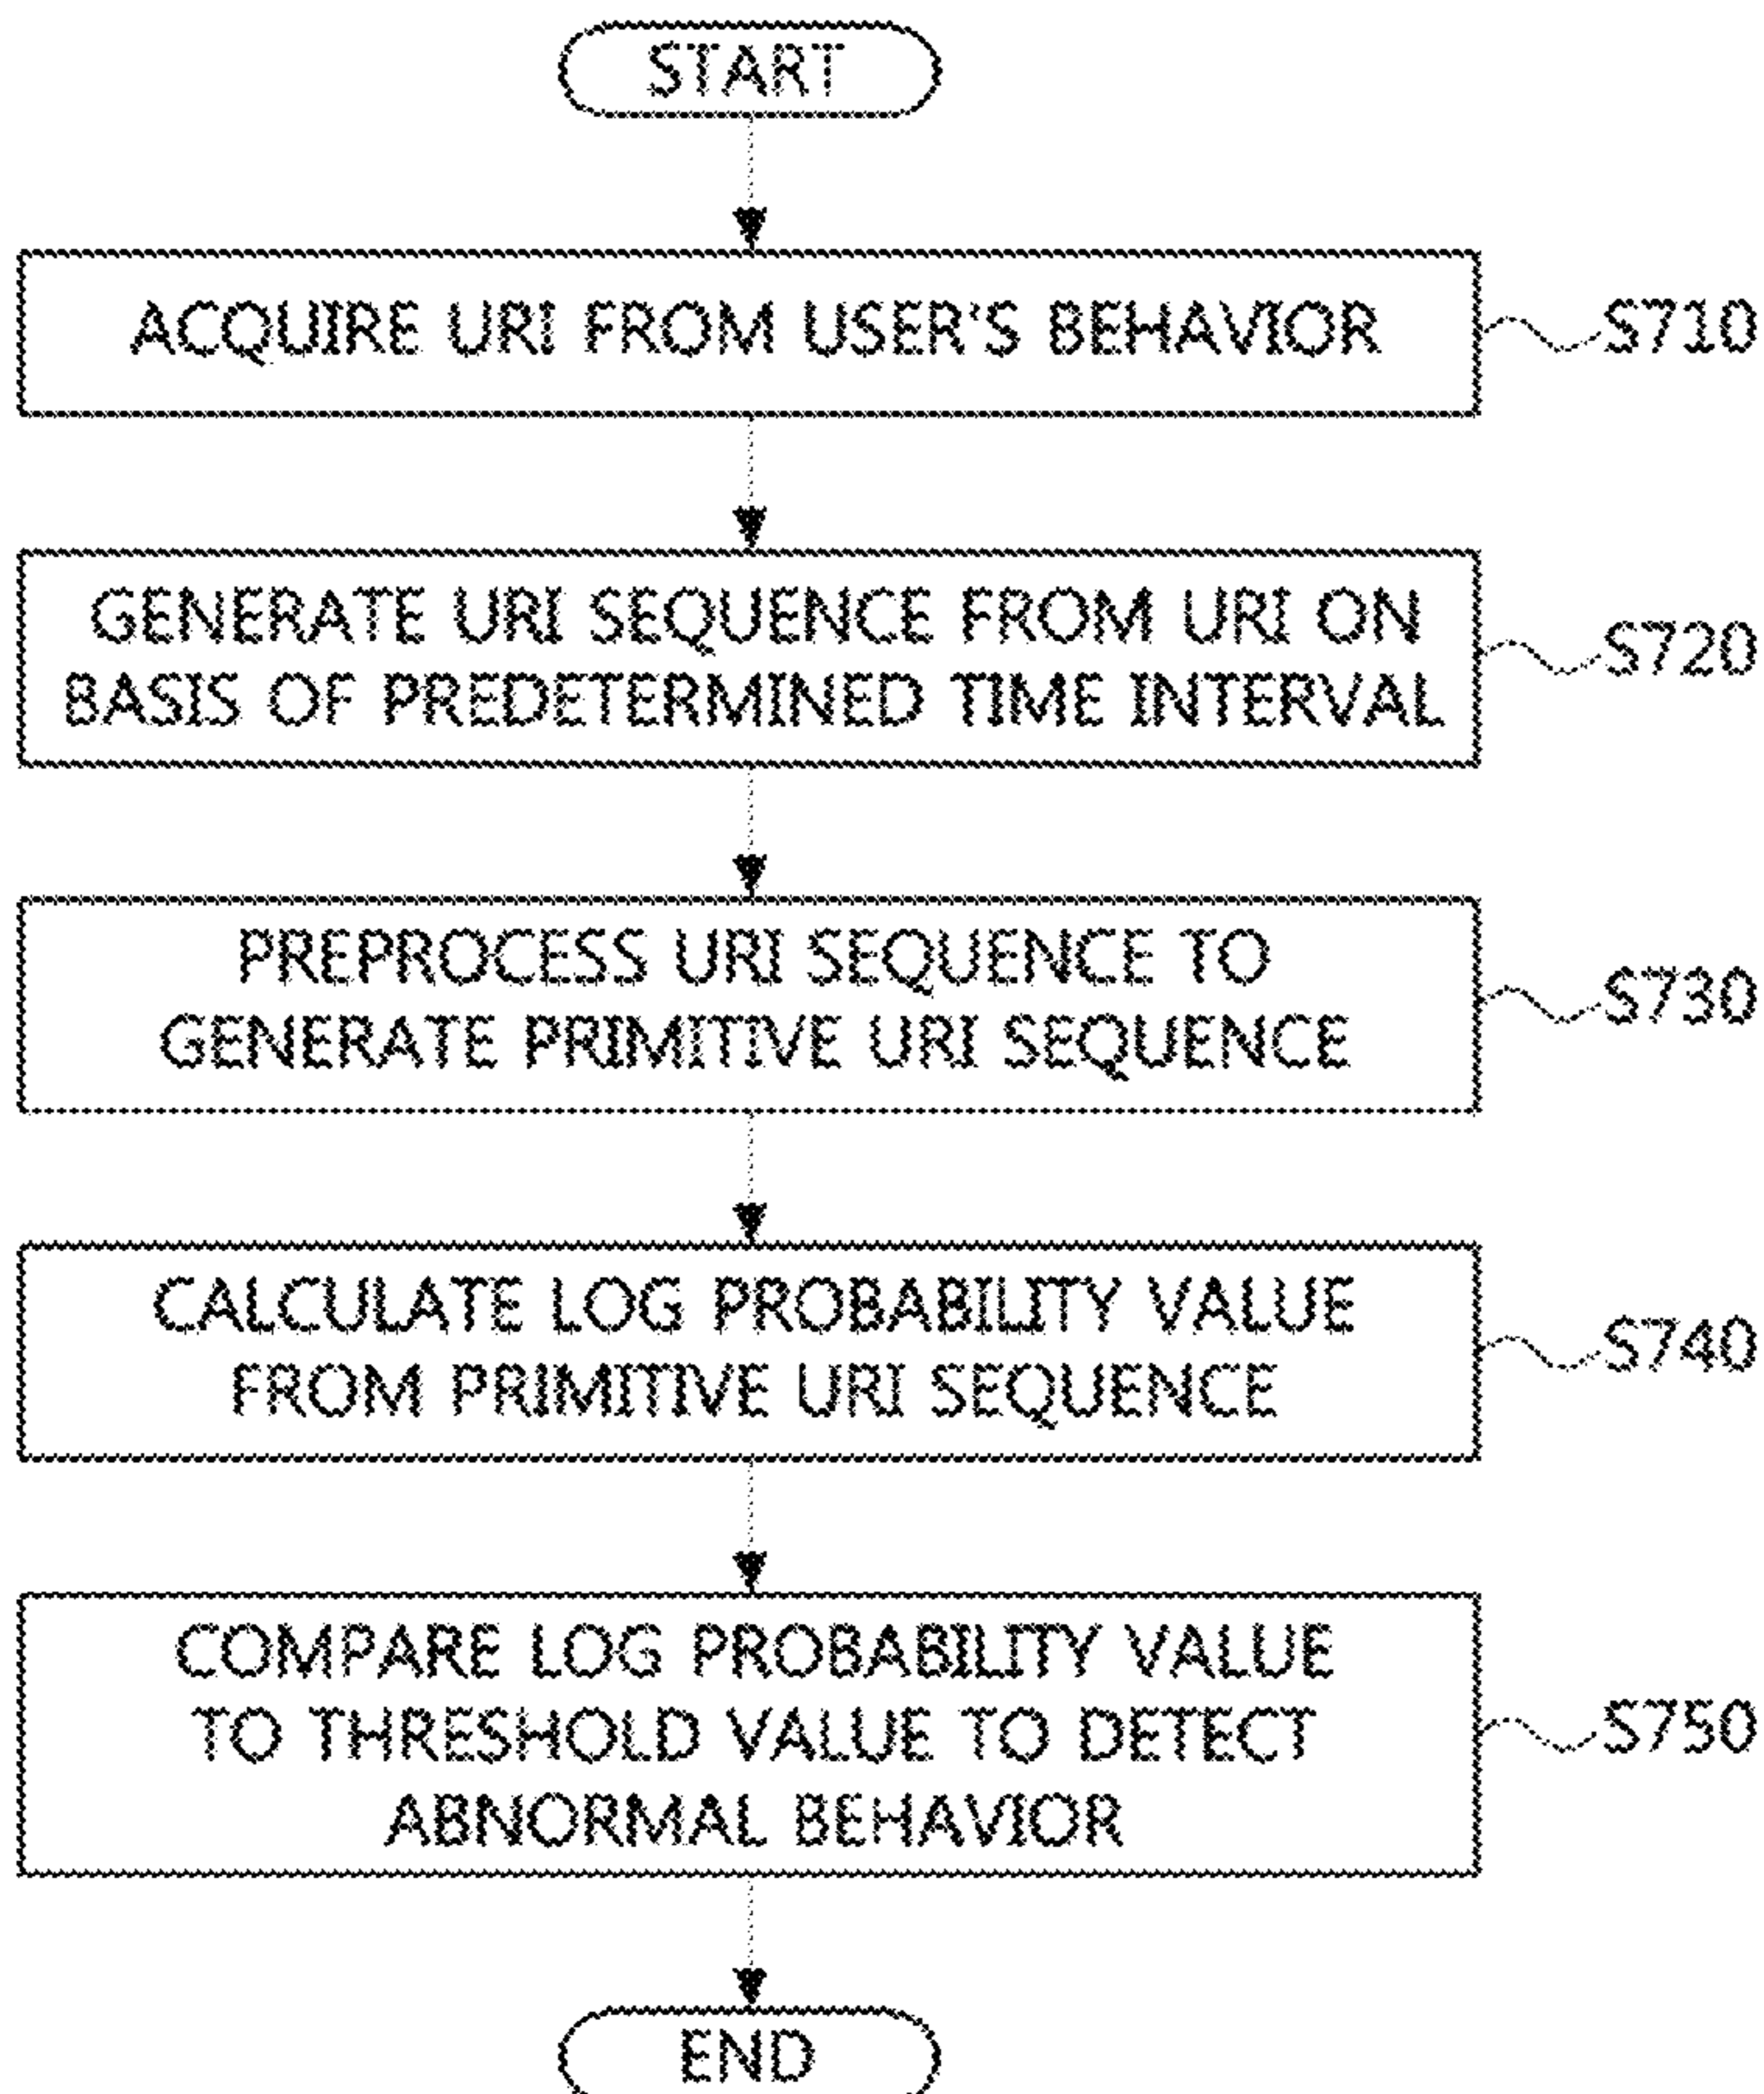 START
ACQUIRE URI FROM USER'S BEHAVIOR
S710
GENERATE URI SEQUENCE FROM URI ON
BASIS OF PREDETERMINED TIME INTERVAL
S720
PREPROCESS URI SEQUENCE TO
GENERATE PRIMITIVE URI SEQUENCE
S730
CALCULATE LOG PROBABILITY VALUE
FROM PRIMITIVE URI SEQUENCE
S740
COMPARE LOG PROBABILITY VALUE
TO THRESHOLD VALUE TO DETECT
ABNORMAL BEHAVIOR
S750
END